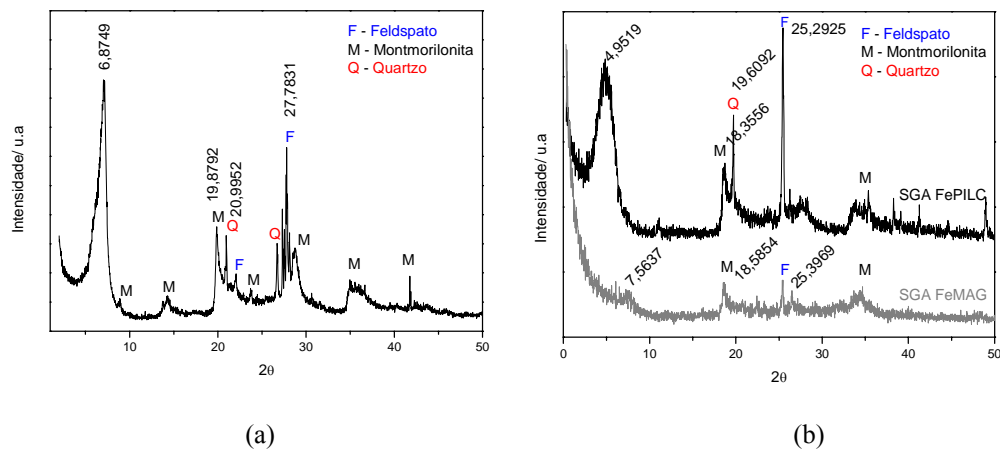 F - Feldspato
M - Montmorilonita
Q - Quartzo
6,8749
27,7831
F
19,8792
M
20,9952
Q
Q
F
M
M
M
M
M
M
Intensidade/ u.a
0
10
20
30
40
50
2θ
(a)
F
25,2925
F - Feldspato
M - Montmorilonita
Q - Quartzo
4,9519
19,6092
Q
18,3556
M
M
SGA FePILC
7,5637
M
18,5854
F
25,3969
M
SGA FeMAG
Intensidade/ u.a
0
10
20
30
40
50
2θ
(b)